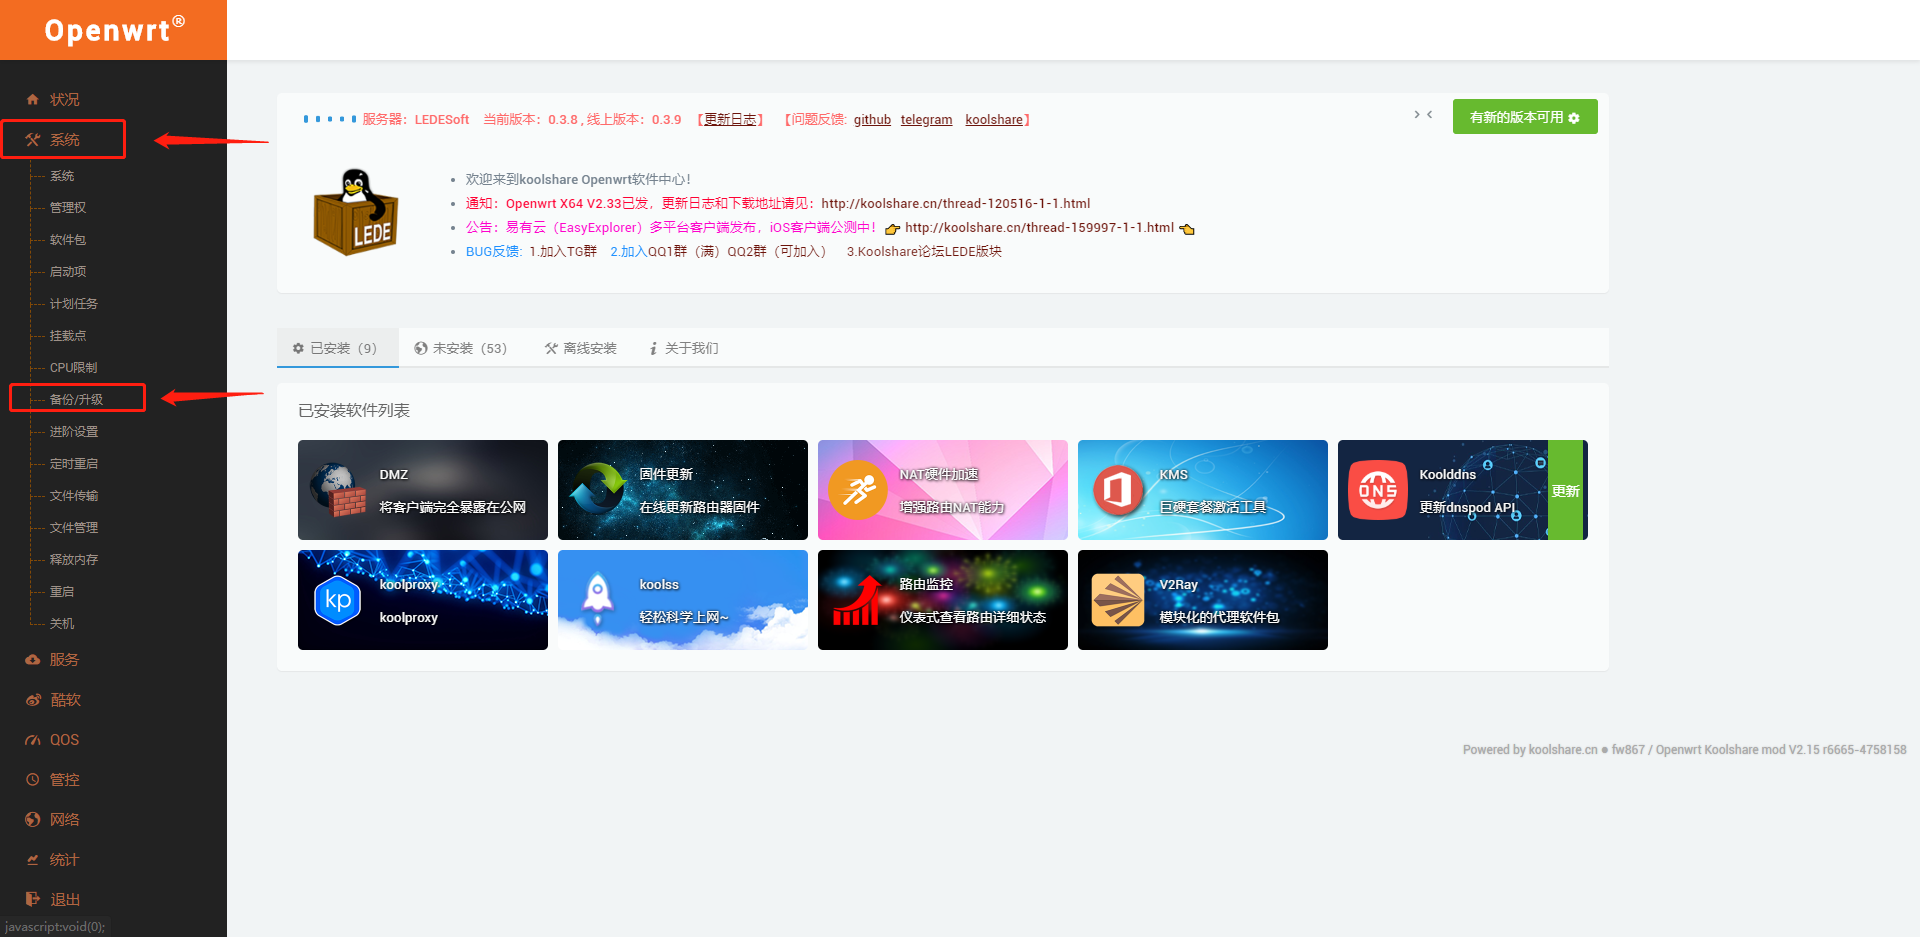 Openwrt®
状况
系统
系统
管理权
软件包
启动项
计划任务
挂载点
CPU限制
备份/升级
进阶设置
定时重启
文件传输
文件管理
释放内存
重启
关机
服务
酷软
QOS
管控
网络
统计
退出
javascript:void(0);
服务器：LEDESoft 当前版本：0.3.8 , 线上版本：0.3.9 【更新日志】 【问题反馈: github telegram koolshare】
有新的版本可用
欢迎来到koolshare Openwrt软件中心！
通知：Openwrt X64 V2.33已发，更新日志和下载地址请见：http://koolshare.cn/thread-120516-1-1.html
公告：易有云（EasyExplorer）多平台客户端发布，iOS客户端公测中！👉 http://koolshare.cn/thread-159997-1-1.html 👈
BUG反馈: 1.加入TG群 2.加入QQ1群（满）QQ2群（可加入） 3.Koolshare论坛LEDE版块
LEDE
已安装（9） 未安装（53） 离线安装 关于我们
已安装软件列表
DMZ
将客户端完全暴露在公网
固件更新
在线更新路由器固件
NAT硬件加速
增强路由NAT能力
KMS
巨硬套餐激活工具
DNS
Koolddns
更新dnspod API
更新
kp
koolproxy
koolproxy
koolss
轻松科学上网~
路由监控
仪表式查看路由详细状态
V2Ray
模块化的代理软件包
Powered by koolshare.cn ● fw867 / Openwrt Koolshare mod V2.15 r6665-4758158